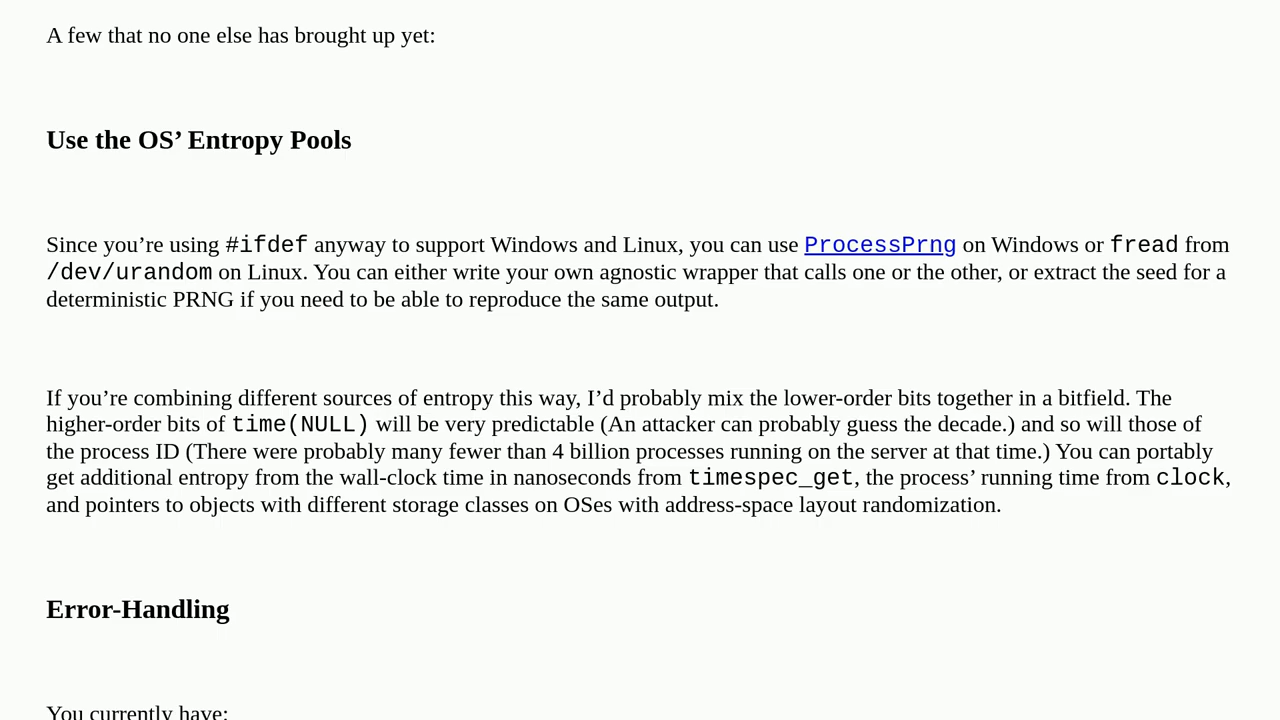 A few that no one else has brought up yet:
Use the OS’ Entropy Pools
Since you’re using #ifdef anyway to support Windows and Linux, you can use ProcessPrng on Windows or fread from
/dev/urandom on Linux. You can either write your own agnostic wrapper that calls one or the other, or extract the seed for a
deterministic PRNG if you need to be able to reproduce the same output.
If you’re combining different sources of entropy this way, I’d probably mix the lower-order bits together in a bitfield. The
higher-order bits of time(NULL) will be very predictable (An attacker can probably guess the decade.) and so will those of
the process ID (There were probably many fewer than 4 billion processes running on the server at that time.) You can portably
get additional entropy from the wall-clock time in nanoseconds from timespec_get, the process’ running time from clock,
and pointers to objects with different storage classes on OSes with address-space layout randomization.
Error-Handling
You currently have: